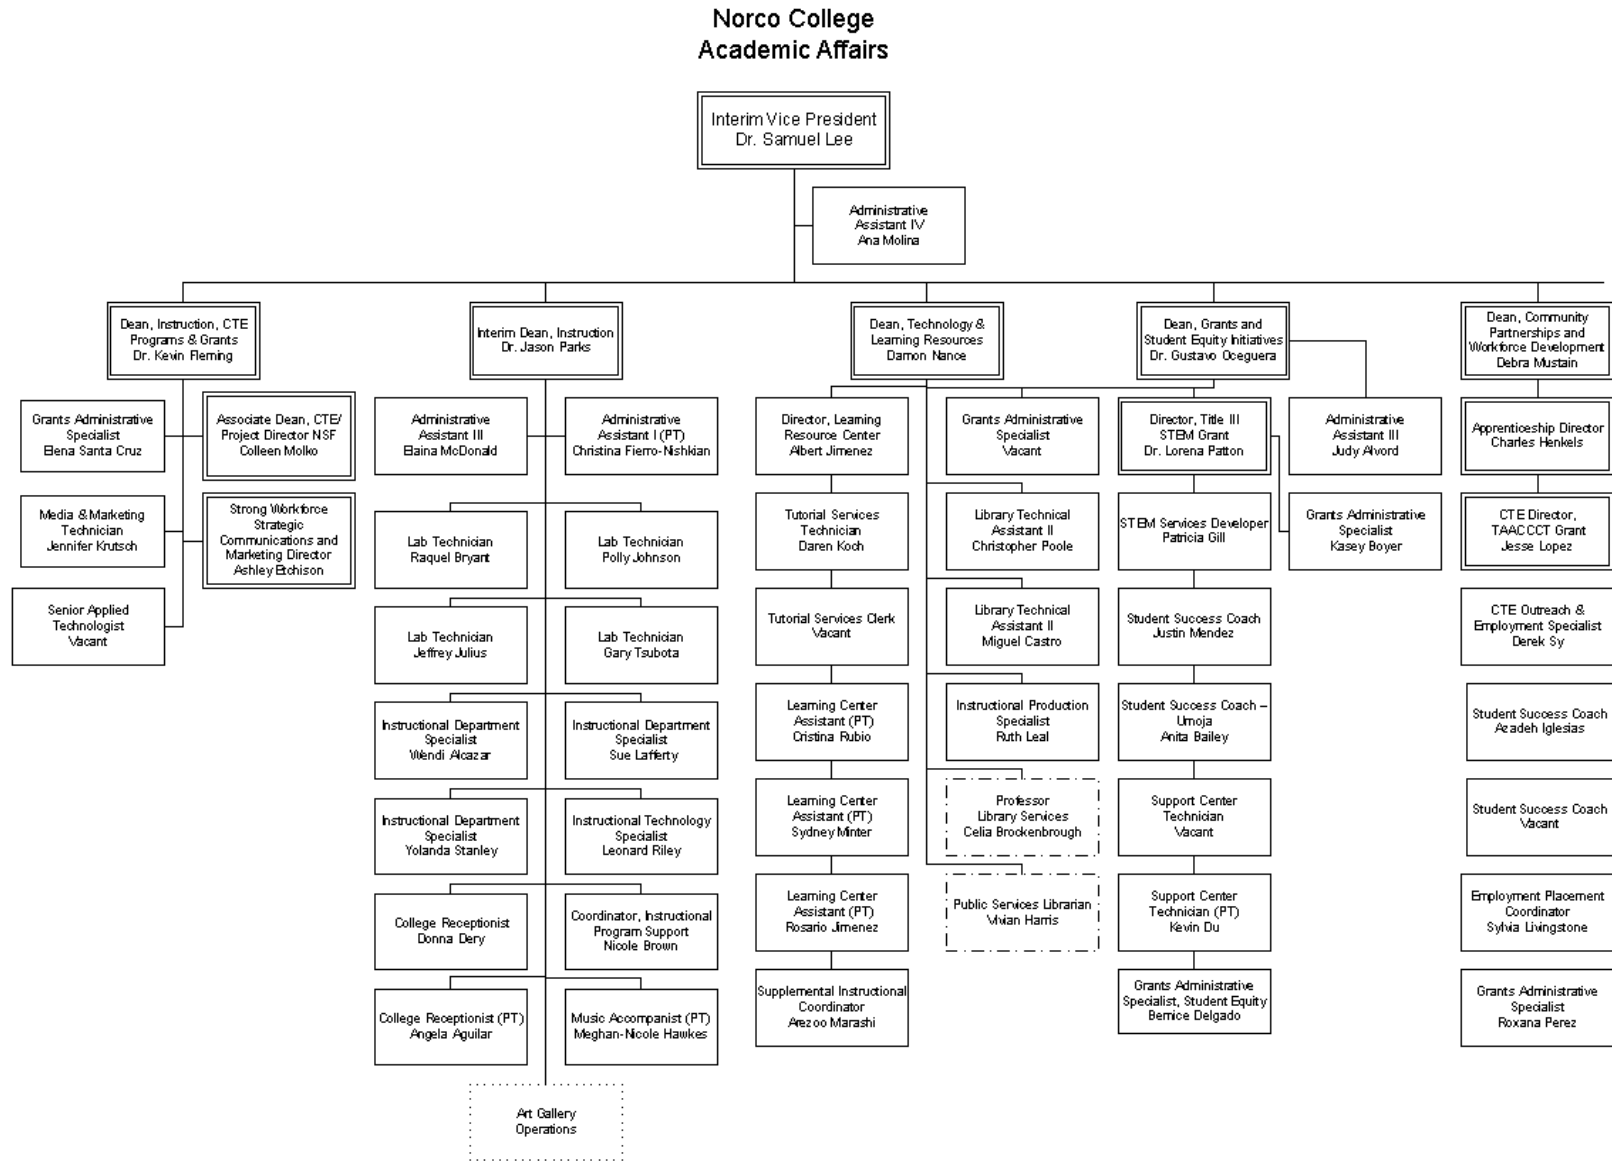 Norco College
Academic Affairs
Interim Vice President
Dr. Samuel Lee
Administrative
Assistant IV
Ana Molina
Dean, Instruction, CTE
Programs & Grants
Dr. Kevin Fleming
Interim Dean, Instruction
Dr. Jason Parks
Dean, Technology &
Learning Resources
Damon Nance
Dean, Grants and
Student Equity Initiatives
Dr. Gustavo Oceguera
Dean, Community
Partnerships and
Workforce Development
Debra Mustain
Grants Administrative
Specialist
Elena Santa Cruz
Associate Dean, CTE/
Project Director NSF
Colleen Molko
Administrative
Assistant III
Elaina McDonald
Administrative
Assistant I (PT)
Christina Fierro-Nishkian
Director, Learning
Resource Center
Albert Jimenez
Grants Administrative
Specialist
Vacant
Director, Title III
STEM Grant
Dr. Lorena Patton
Administrative
Assistant III
Judy Alvord
Apprenticeship Director
Charles Henkels
Media & Marketing
Technician
Jennifer Krutsch
Strong Workforce
Strategic
Communications and
Marketing Director
Ashley Etchison
Lab Technician
Raquel Bryant
Lab Technician
Polly Johnson
Tutorial Services
Technician
Daren Koch
Library Technical
Assistant II
Christopher Poole
STEM Services Developer
Patricia Gill
Grants Administrative
Specialist
Kasey Boyer
CTE Director,
TAACCCT Grant
Jesse Lopez
Senior Applied
Technologist
Vacant
Lab Technician
Jeffrey Julius
Lab Technician
Gary Tsubota
Tutorial Services Clerk
Vacant
Library Technical
Assistant II
Miguel Castro
Student Success Coach
Justin Mendez
CTE Outreach &
Employment Specialist
Derek Sy
Instructional Department
Specialist
Wendi Alcazar
Instructional Department
Specialist
Sue Lafferty
Learning Center
Assistant (PT)
Cristina Rubio
Instructional Production
Specialist
Ruth Leal
Student Success Coach –
Umoja
Anita Bailey
Student Success Coach
Azadeh Iglesias
Instructional Department
Specialist
Yolanda Stanley
Instructional Technology
Specialist
Leonard Riley
Learning Center
Assistant (PT)
Sydney Minter
Professor
Library Services
Celia Brockenbrough
Support Center
Technician
Vacant
Student Success Coach
Vacant
College Receptionist
Donna Dery
Coordinator, Instructional
Program Support
Nicole Brown
Learning Center
Assistant (PT)
Rosario Jimenez
Public Services Librarian
Vivian Harris
Support Center
Technician (PT)
Kevin Du
Employment Placement
Coordinator
Sylvia Livingstone
College Receptionist (PT)
Angela Aguilar
Music Accompanist (PT)
Meghan-Nicole Hawkes
Supplemental Instructional
Coordinator
Arezoo Marashi
Grants Administrative
Specialist, Student Equity
Bernice Delgado
Grants Administrative
Specialist
Roxana Perez
Art Gallery
Operations